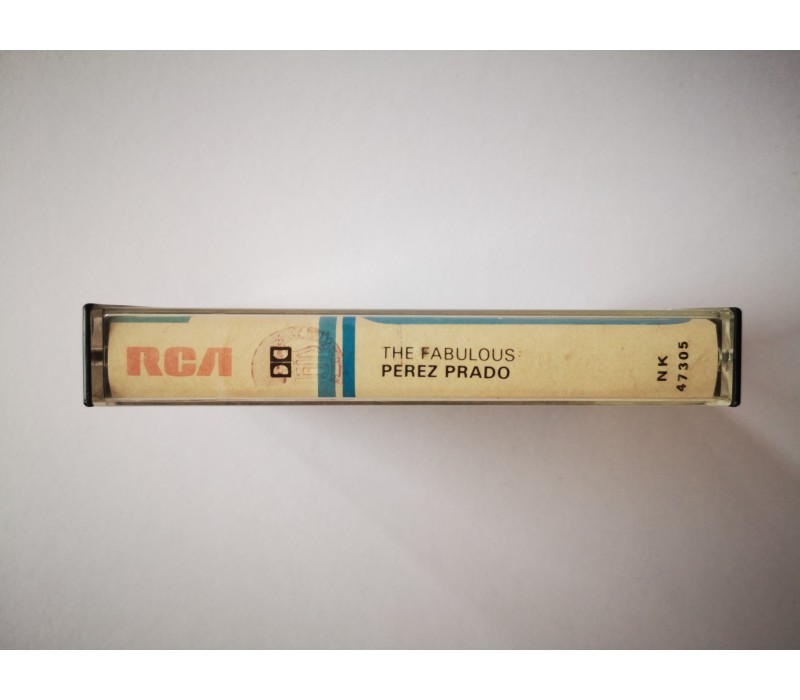 RCA
THE FABULOUS
PEREZ PRADO
NK
47305